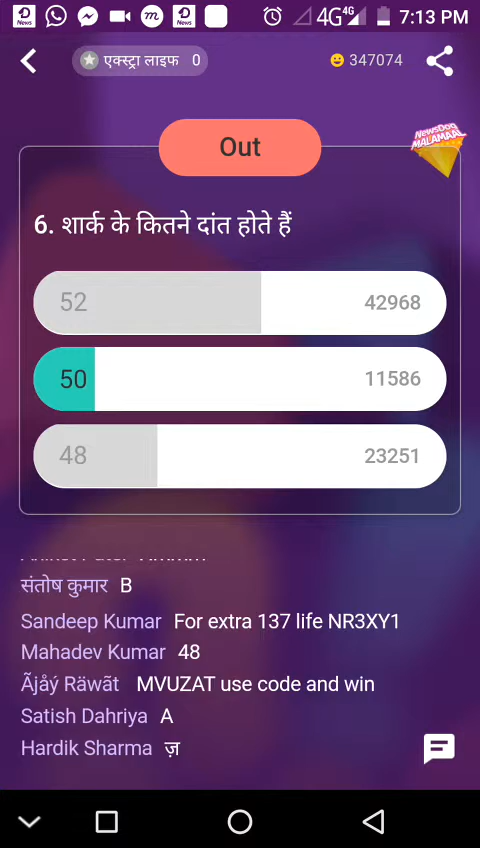 7:13 PM
एक्स्ट्रा लाइफ 0
347074
Out
NewsDog
MALAMAAL
6. शार्क के कितने दांत होते हैं
52 42968
50 11586
48 23251
संतोष कुमार B
Sandeep Kumar For extra 137 life NR3XY1
Mahadev Kumar 48
Ãjåý Räwãt MVUZAT use code and win
Satish Dahriya A
Hardik Sharma ज़